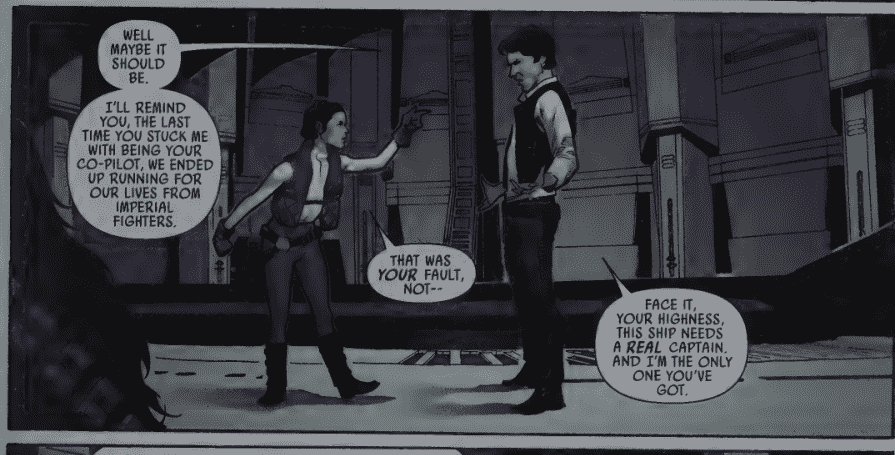 WELL
MAYBE IT
SHOULD
BE.
I'LL REMIND
YOU, THE LAST
TIME YOU STUCK ME
WITH BEING YOUR
CO-PILOT, WE ENDED
UP RUNNING FOR
OUR LIVES FROM
IMPERIAL
FIGHTERS.
THAT WAS
YOUR FAULT,
NOT--
FACE IT,
YOUR HIGHNESS,
THIS SHIP NEEDS
A REAL CAPTAIN.
AND I'M THE ONLY
ONE YOU'VE
GOT.